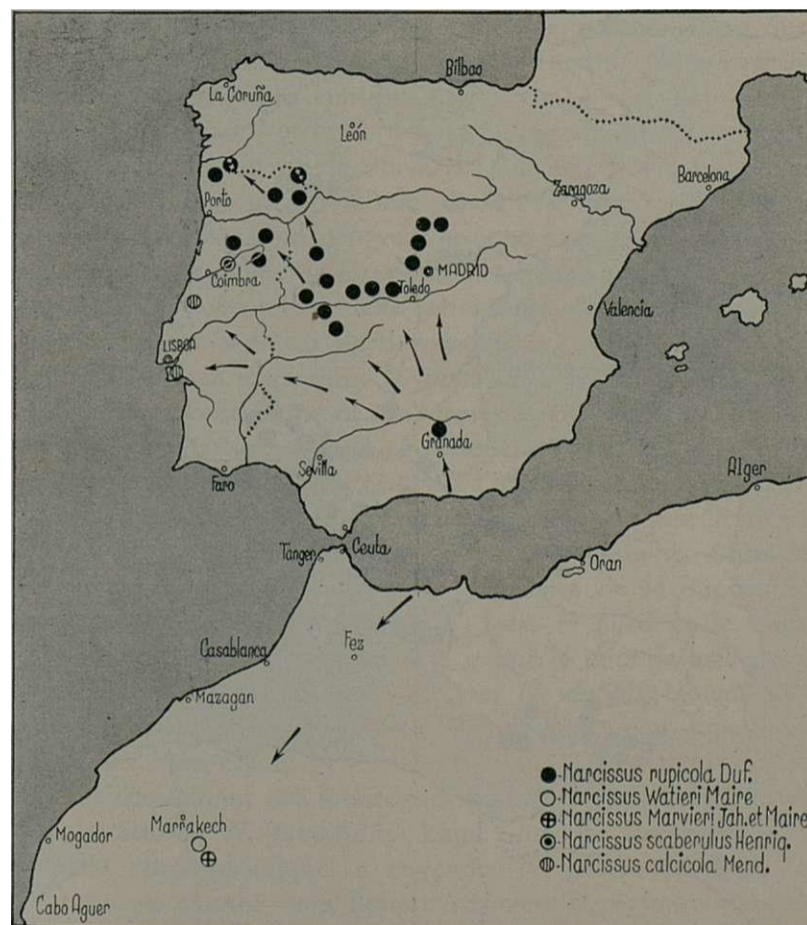 Bilbao
La Coruña
León
Barcelona
Zaragoza
Porto
MADRID
Coimbra
Toledo
Valencia
LISBOA
Granada
Sevilla
Faro
Alger
Ceuta
Tánger
Oran
Fez
Casablanca
Mazagan
Marrakech
Mogador
Cabo Aguer
-Narcissus rupicola Duf.
-Narcissus Watieri Maire
-Narcissus Marvieri Jah. et Maire
-Narcissus scaberulus Henriq.
-Narcissus calcicola Mend.